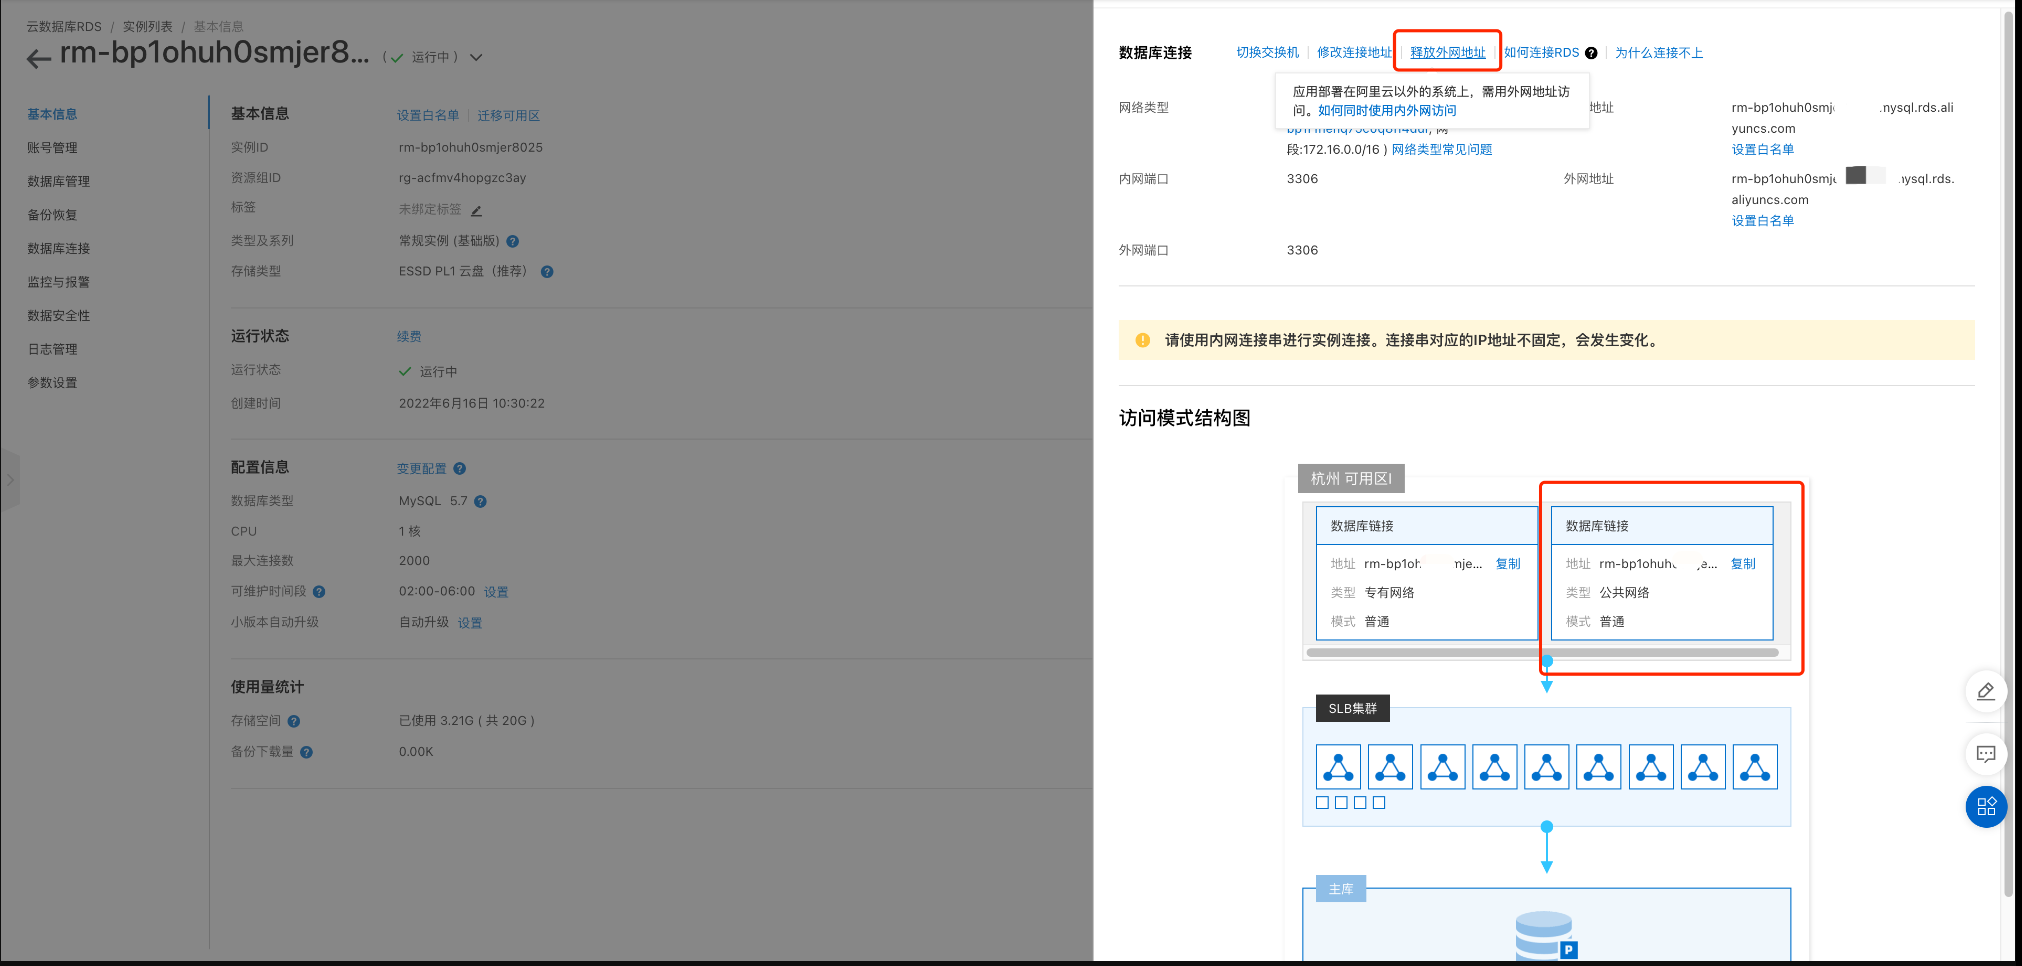 云数据库RDS / 实例列表 / 基本信息
rm-bp1ohuh0smjer8... ( 运行中 )
基本信息
账号管理
数据库管理
备份恢复
数据库连接
监控与报警
数据安全性
日志管理
参数设置
基本信息 设置白名单 迁移可用区
实例ID rm-bp1ohuh0smjer8025
资源组ID rg-acfmv4hopgzc3ay
标签 未绑定标签
类型及系列 常规实例 (基础版)
存储类型 ESSD PL1 云盘（推荐）
运行状态 续费
运行状态 运行中
创建时间 2022年6月16日 10:30:22
配置信息 变更配置
数据库类型 MySQL 5.7
CPU 1 核
最大连接数 2000
可维护时间段 02:00-06:00 设置
小版本自动升级 自动升级 设置
使用量统计
存储空间 已使用 3.21G ( 共 20G )
备份下载量 0.00K
数据库连接 切换交换机 修改连接地址 释放外网地址 如何连接RDS 为什么连接不上
应用部署在阿里云以外的系统上，需用外网地址访
问。如何同时使用内外网访问
网络类型
段:172.16.0.0/16 ) 网络类型常见问题
地址 rm-bp1ohuh0smj .nysql.rds.ali
yuncs.com
设置白名单
内网端口 3306
外网地址 rm-bp1ohuh0smje nysql.rds.
aliyuncs.com
设置白名单
外网端口 3306
请使用内网连接串进行实例连接。连接串对应的IP地址不固定，会发生变化。
访问模式结构图
杭州 可用区I
数据库链接
地址 rm-bp1oh nje... 复制
类型 专有网络
模式 普通
数据库链接
地址 rm-bp1ohuh je... 复制
类型 公共网络
模式 普通
SLB集群
主库
P